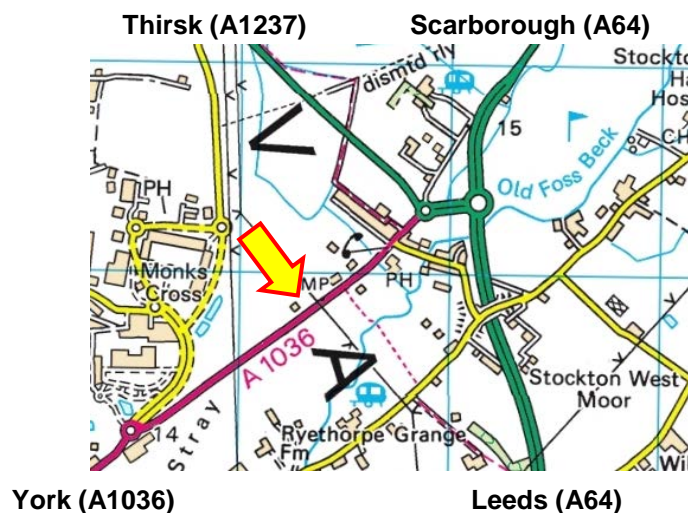 Thirsk (A1237)
Scarborough (A64)
dismtd rly
Stockto
Ha
Hos
15
CH
V
Old Foss Beck
PH
Monks
Cross
MP
PH
A 1036
A
Stockton West
Moor
14
Stray
Ryethorpe Grange
Fm
Wil
York (A1036)
Leeds (A64)